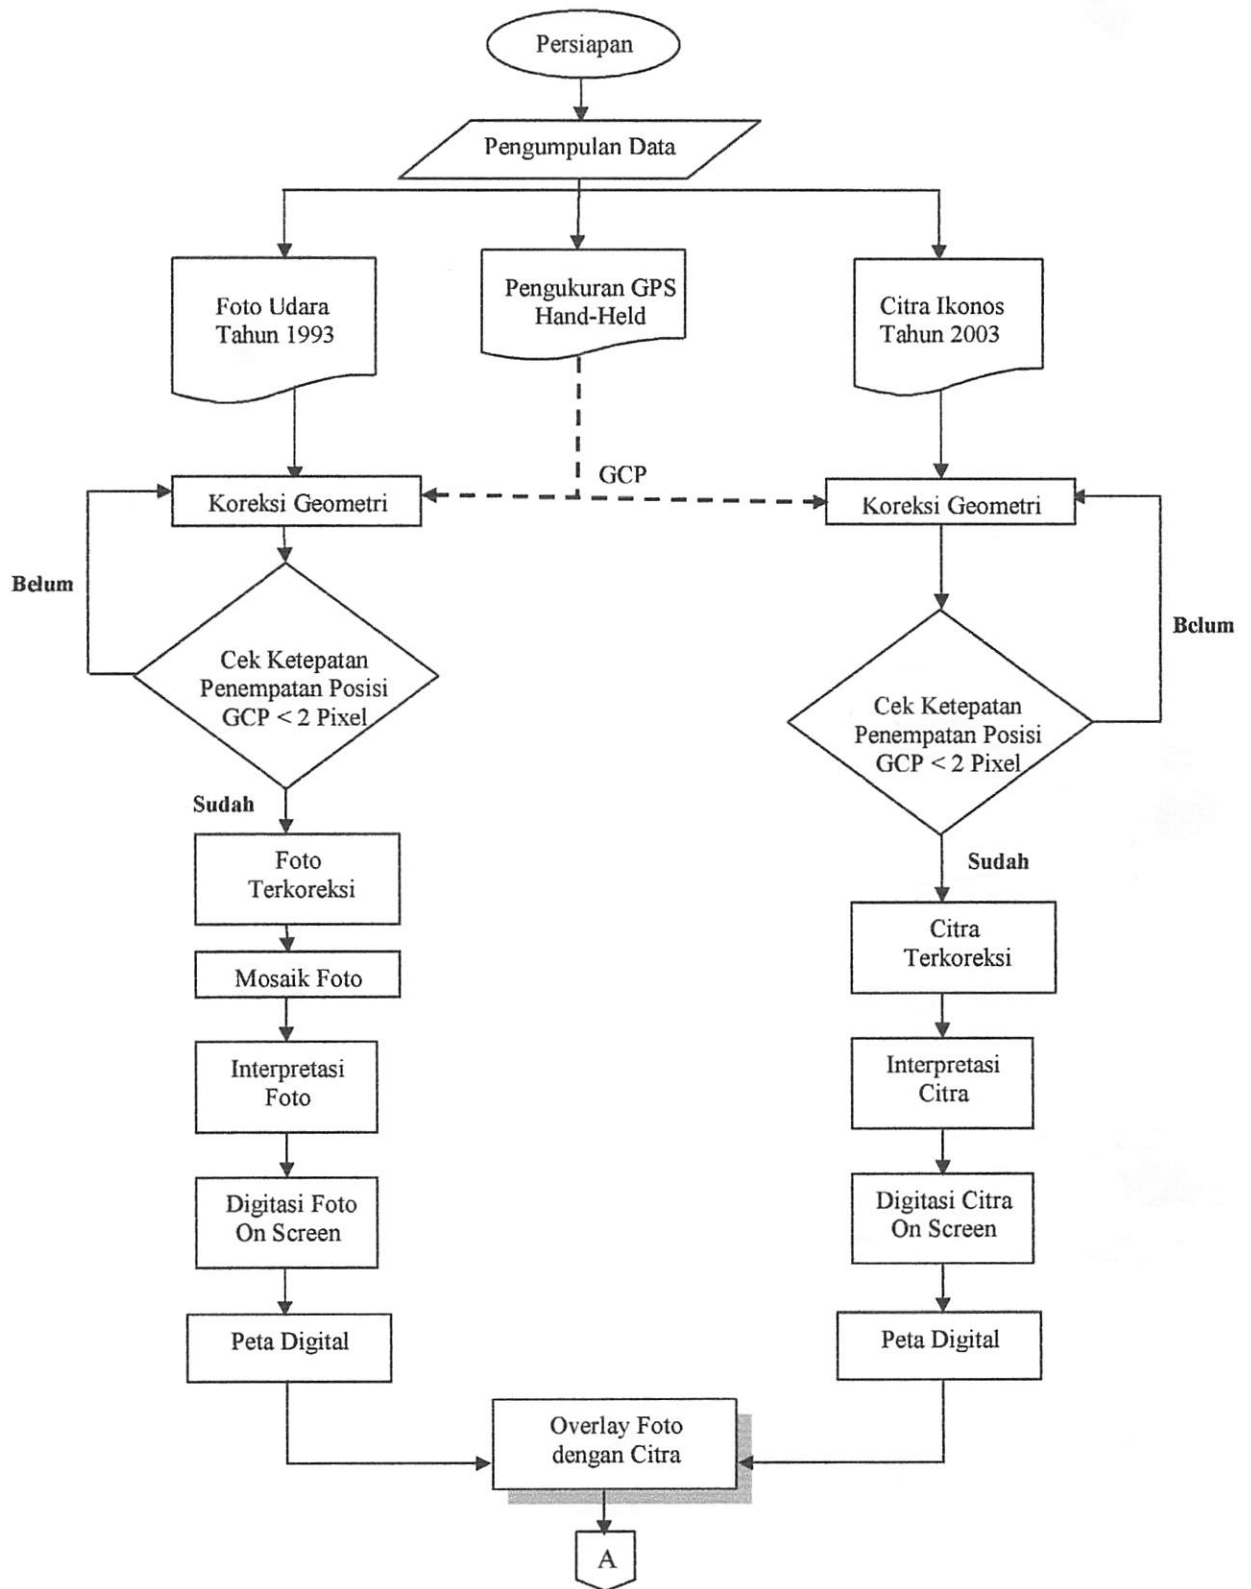 Persiapan
Pengumpulan Data
Foto Udara
Tahun 1993
Pengukuran GPS
Hand-Held
Citra Ikonos
Tahun 2003
GCP
Koreksi Geometri
Koreksi Geometri
Belum
Cek Ketepatan
Penempatan Posisi
GCP < 2 Pixel
Belum
Cek Ketepatan
Penempatan Posisi
GCP < 2 Pixel
Sudah
Sudah
Foto
Terkoreksi
Citra
Terkoreksi
Mosaik Foto
Interpretasi
Foto
Interpretasi
Citra
Digitasi Foto
On Screen
Digitasi Citra
On Screen
Peta Digital
Peta Digital
Overlay Foto
dengan Citra
A